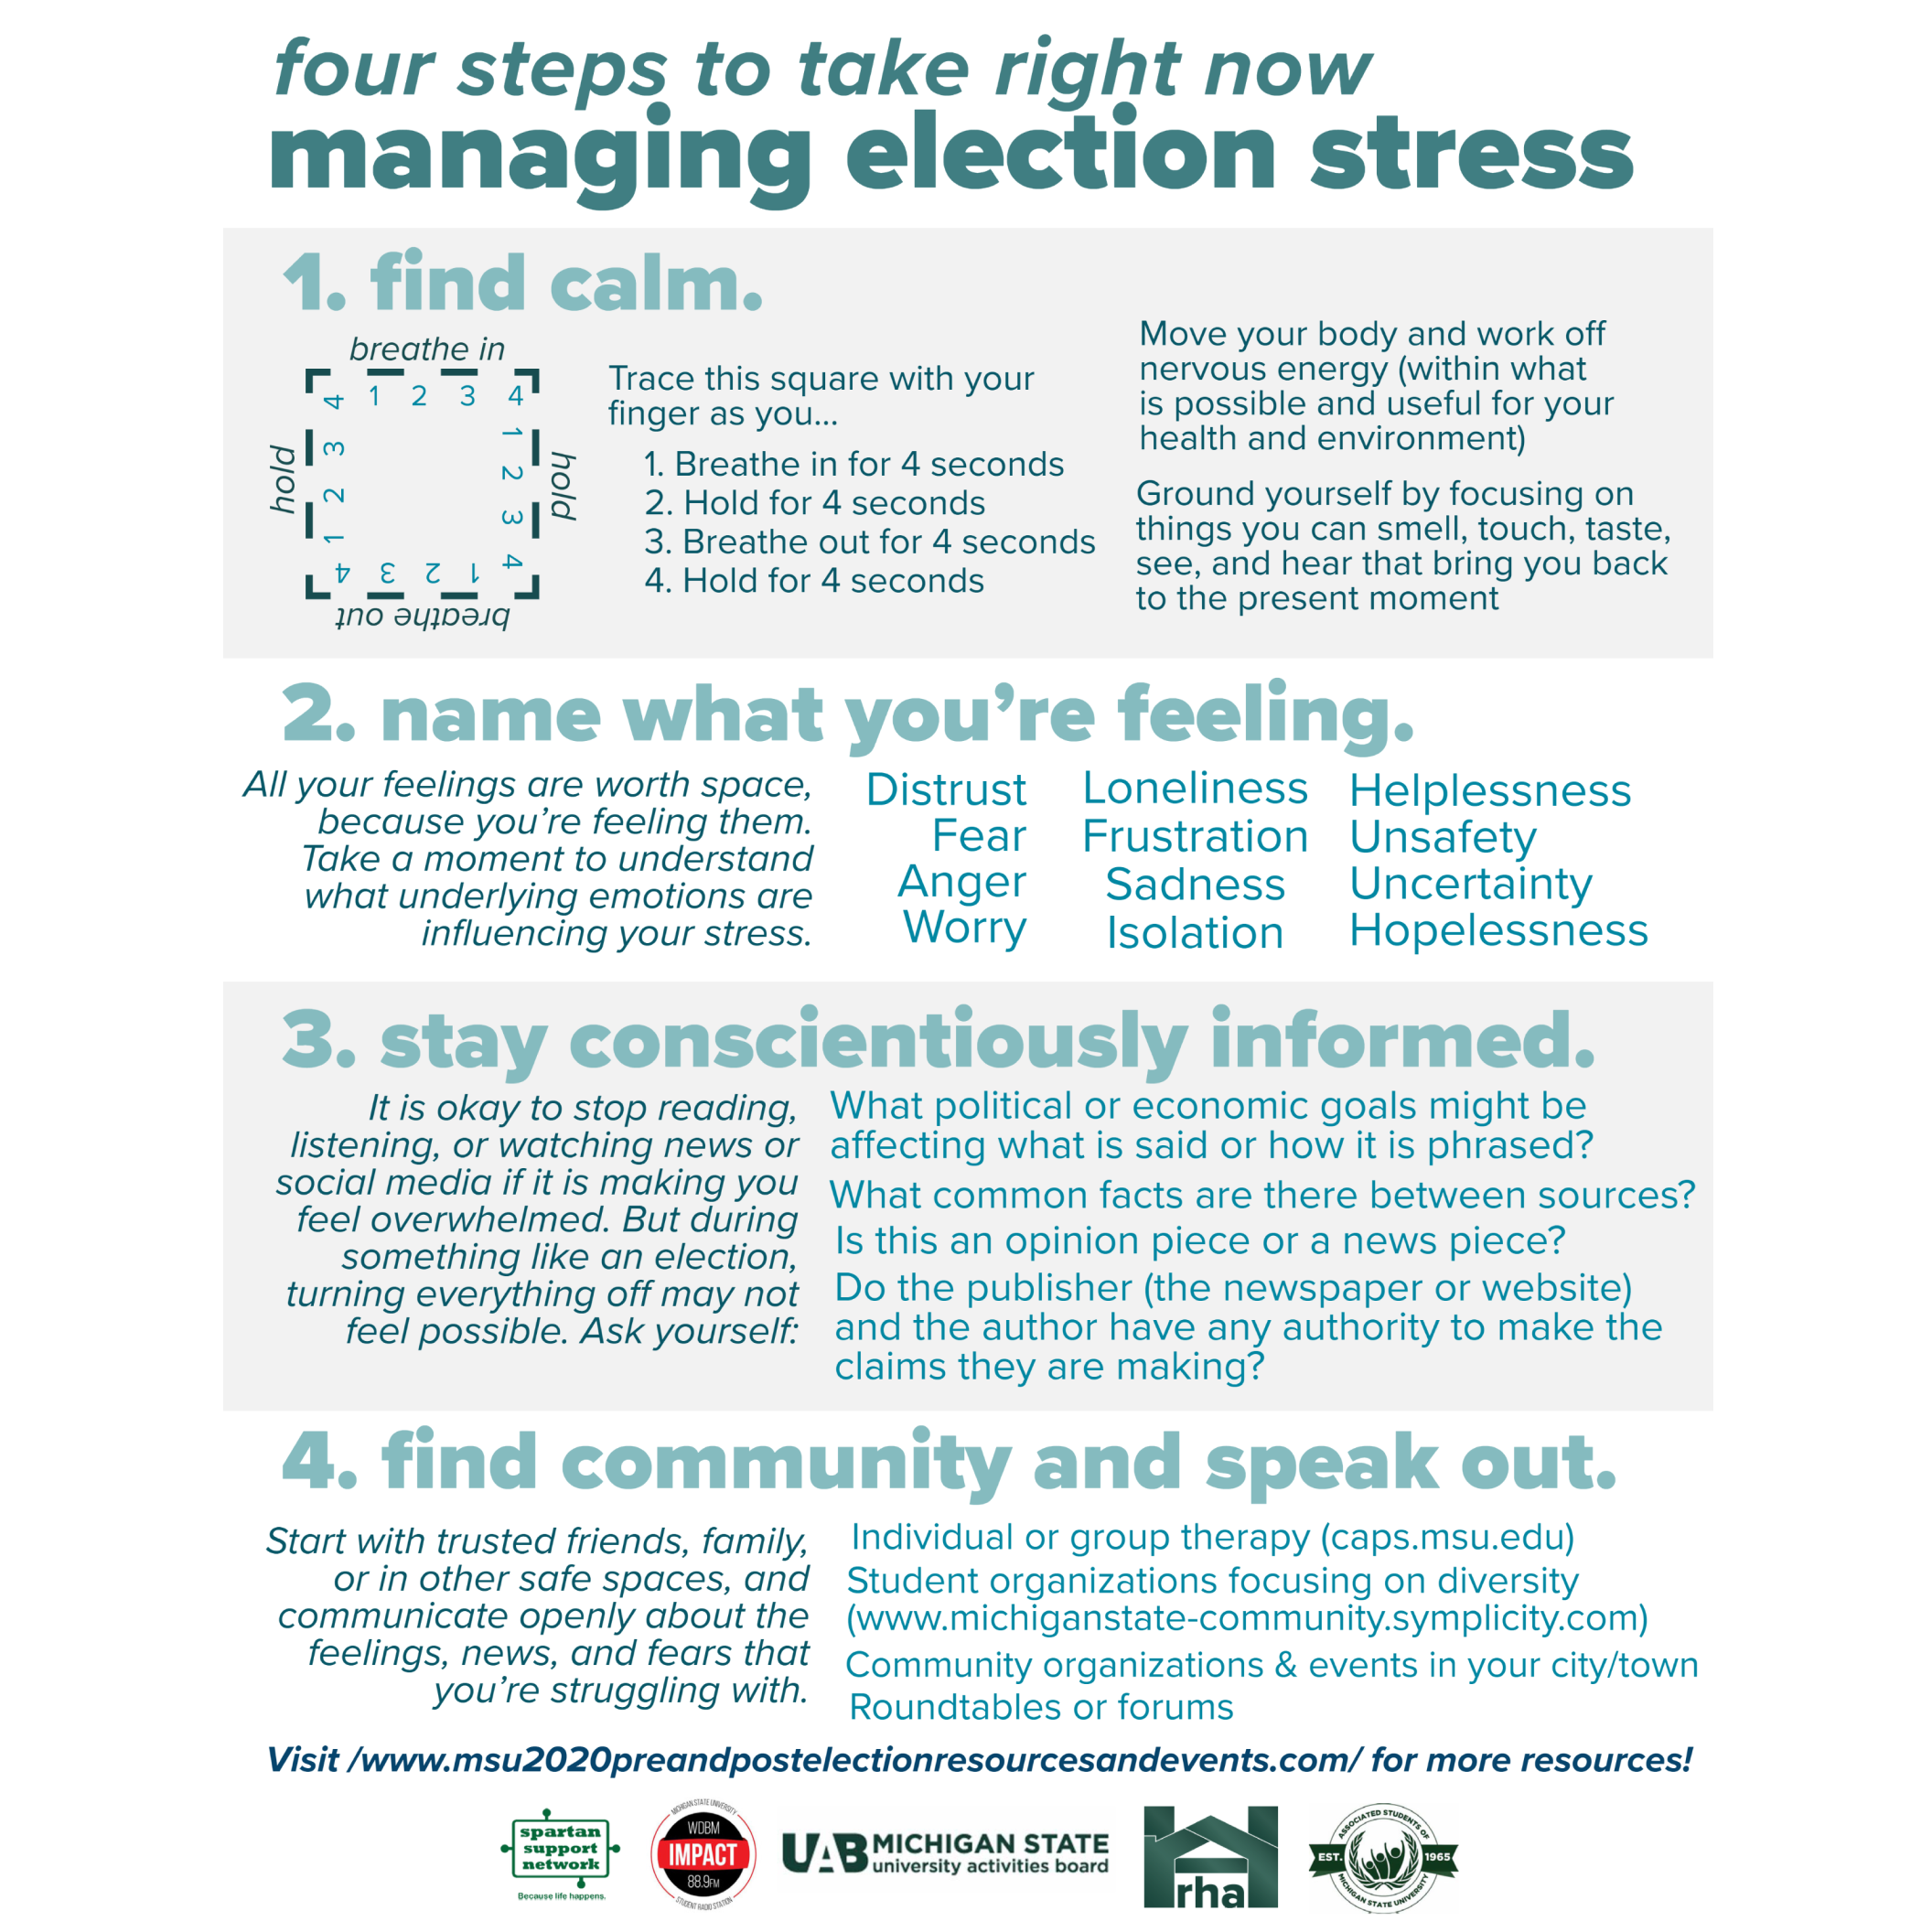 four steps to take right now
managing election stress
1. find calm.
breathe in
1 2 3 4
hold
1 2 3 4
breathe out
1 2 3 4
hold
1 2 3 4
Trace this square with your
finger as you...
1. Breathe in for 4 seconds
2. Hold for 4 seconds
3. Breathe out for 4 seconds
4. Hold for 4 seconds
Move your body and work off
nervous energy (within what
is possible and useful for your
health and environment)
Ground yourself by focusing on
things you can smell, touch, taste,
see, and hear that bring you back
to the present moment
2. name what you're feeling.
All your feelings are worth space,
because you're feeling them.
Take a moment to understand
what underlying emotions are
influencing your stress.
Distrust
Fear
Anger
Worry
Loneliness
Frustration
Sadness
Isolation
Helplessness
Unsafety
Uncertainty
Hopelessness
3. stay conscientiously informed.
It is okay to stop reading,
listening, or watching news or
social media if it is making you
feel overwhelmed. But during
something like an election,
turning everything off may not
feel possible. Ask yourself:
What political or economic goals might be
affecting what is said or how it is phrased?
What common facts are there between sources?
Is this an opinion piece or a news piece?
Do the publisher (the newspaper or website)
and the author have any authority to make the
claims they are making?
4. find community and speak out.
Start with trusted friends, family,
or in other safe spaces, and
communicate openly about the
feelings, news, and fears that
you're struggling with.
Individual or group therapy (caps.msu.edu)
Student organizations focusing on diversity
(www.michiganstate-community.symplicity.com)
Community organizations & events in your city/town
Roundtables or forums
Visit /www.msu2020preandpostelectionresourcesandevents.com/ for more resources!
spartan
support
network
Because life happens.
MICHIGAN STATE UNIVERSITY
WDBM
IMPACT
88.9FM
STUDENT RADIO STATION
UAB MICHIGAN STATE
university activities board
rha
ASSOCIATED STUDENTS OF
EST. 1965
MICHIGAN STATE UNIVERSITY